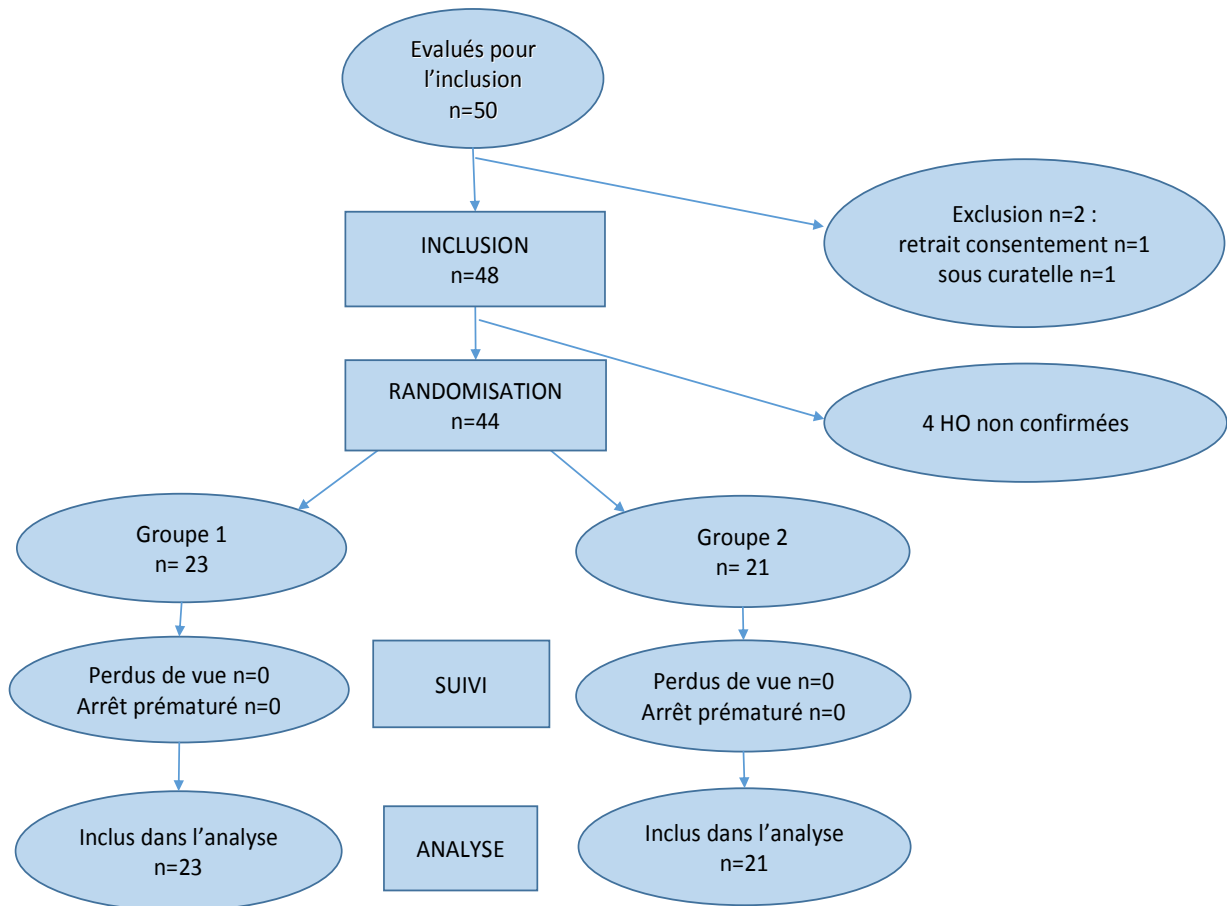 Evalués pour
l’inclusion
n=50
Exclusion n=2 :
retrait consentement n=1
sous curatelle n=1
INCLUSION
n=48
RANDOMISATION
n=44
4 HO non confirmées
Groupe 1
n= 23
Groupe 2
n= 21
Perdus de vue n=0
Arrêt prématuré n=0
SUIVI
Perdus de vue n=0
Arrêt prématuré n=0
Inclus dans l’analyse
n=23
ANALYSE
Inclus dans l’analyse
n=21